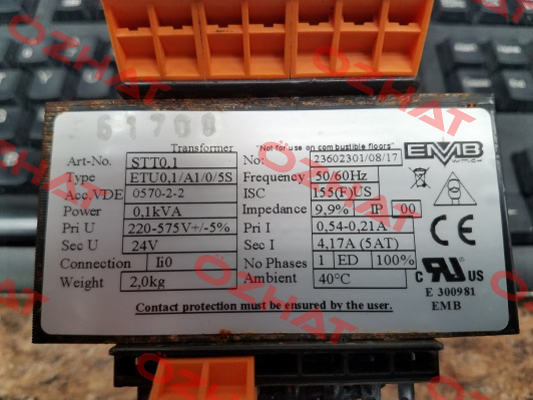 61708
Transformer "Not for use on combustible floors" EMB
Art-No. STT0,1 No: 23602301/08/17
Type ETU0,1/A1/0/5S Frequency 50/60Hz
Acc.VDE 0570-2-2 ISC 155(F)US
Power 0,1kVA Impedance 9,9% IP 00
Pri U 220-575V+/-5% Pri I 0,54-0,21A
Sec U 24V Sec I 4,17A (5AT) CE
Connection Ii0 No Phases 1 ED 100%
Weight 2,0kg Ambient 40°C
C RU US
E 300981
EMB
Contact protection must be ensured by the user.
OZHAT
OZHAT
OZHAT
OZHAT
OZHAT